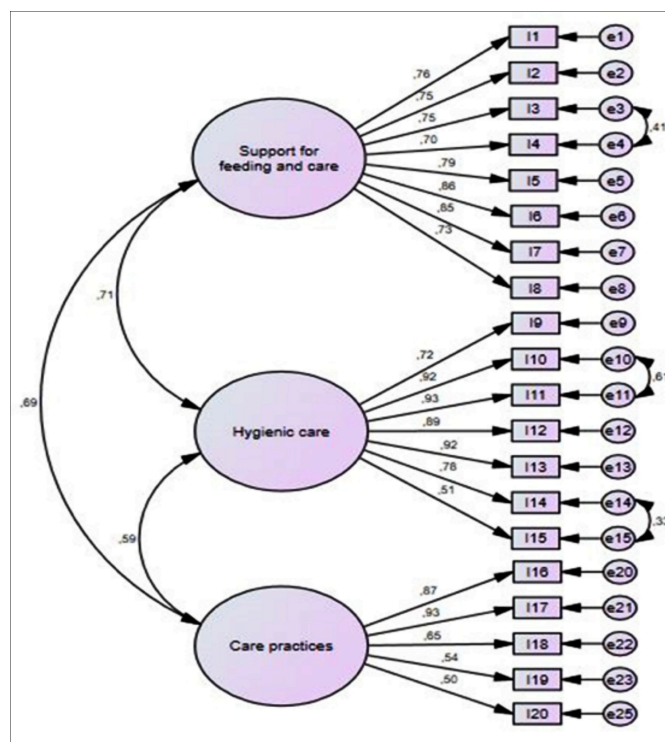 I1 e1
,76
I2 e2
,75
I3 e3
,75
,41
I4 e4
,70
Support for
feeding and care
I5 e5
,79
I6 e6
,86
I7 e7
,85
I8 e8
,73
,71
I9 e9
,72
I10 e10
,92
,61
I11 e11
,93
,69
Hygienic care
I12 e12
,89
I13 e13
,92
I14 e14
,78
,33
I15 e15
,51
,59
I16 e20
,87
I17 e21
,93
Care practices
I18 e22
,65
I19 e23
,54
I20 e25
,50